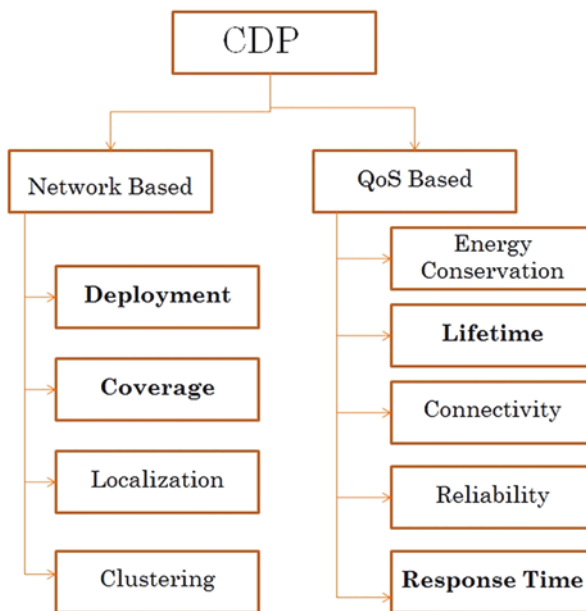 CDP
Network Based
QoS Based
Deployment
Coverage
Localization
Clustering
Energy
Conservation
Lifetime
Connectivity
Reliability
Response Time